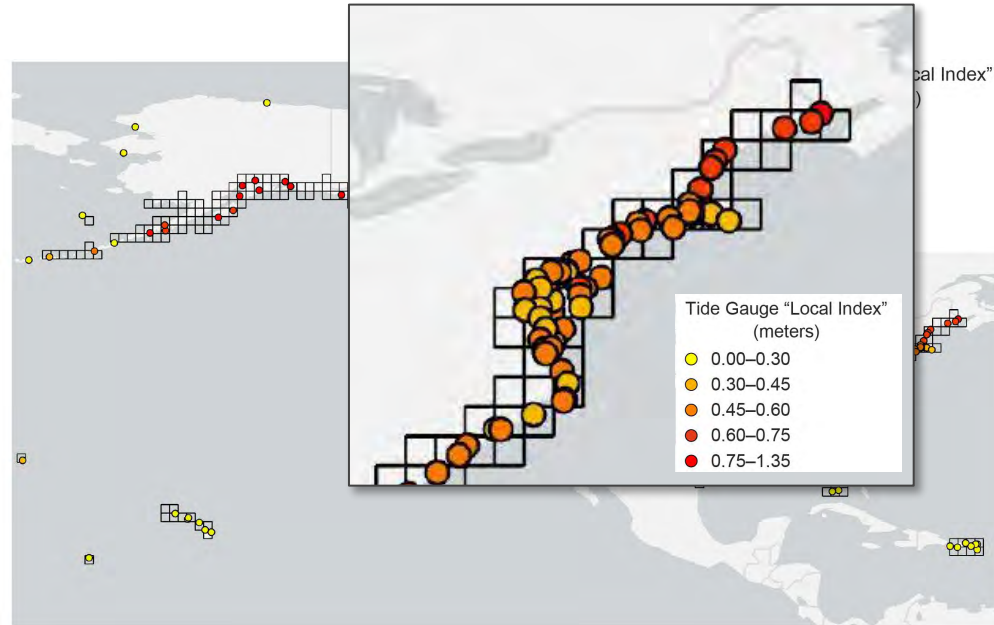 cal Index"
)
Tide Gauge “Local Index”
(meters)
0.00–0.30
0.30–0.45
0.45–0.60
0.60–0.75
0.75–1.35